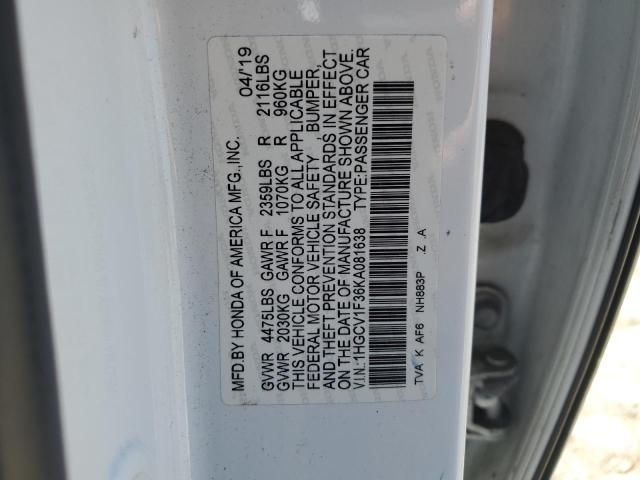 MFD.BY HONDA OF AMERICA MFG.,INC. 04/'19
GVWR 4475LBS GAWR F 2359LBS R 2116LBS
GVWR 2030KG GAWR F 1070KG R 960KG
THIS VEHICLE CONFORMS TO ALL APPLICABLE
FEDERAL MOTOR VEHICLE SAFETY , BUMPER,
AND THEFT PREVENTION STANDARDS IN EFFECT
ON THE DATE OF MANUFACTURE SHOWN ABOVE.
V.I.N.:1HGCV1F36KA081638 TYPE:PASSENGER CAR
TVA K AF6 NH883P .Z .A